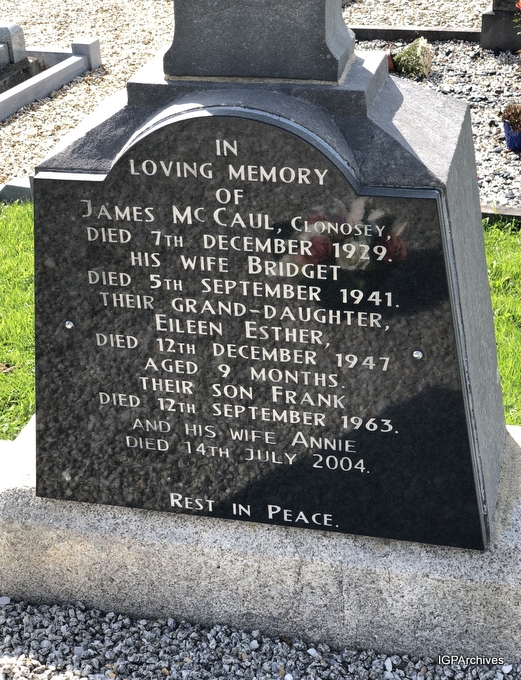 IN
LOVING MEMORY
OF
JAMES MCCAUL, CLONOSEY,
DIED 7TH DECEMBER 1929.
HIS WIFE BRIDGET
DIED 5TH SEPTEMBER 1941.
THEIR GRAND-DAUGHTER,
EILEEN ESTHER,
DIED 12TH DECEMBER 1947
AGED 9 MONTHS.
THEIR SON FRANK
DIED 12TH SEPTEMBER 1963.
AND HIS WIFE ANNIE
DIED 14TH JULY 2004.
REST IN PEACE.
IGPArchives